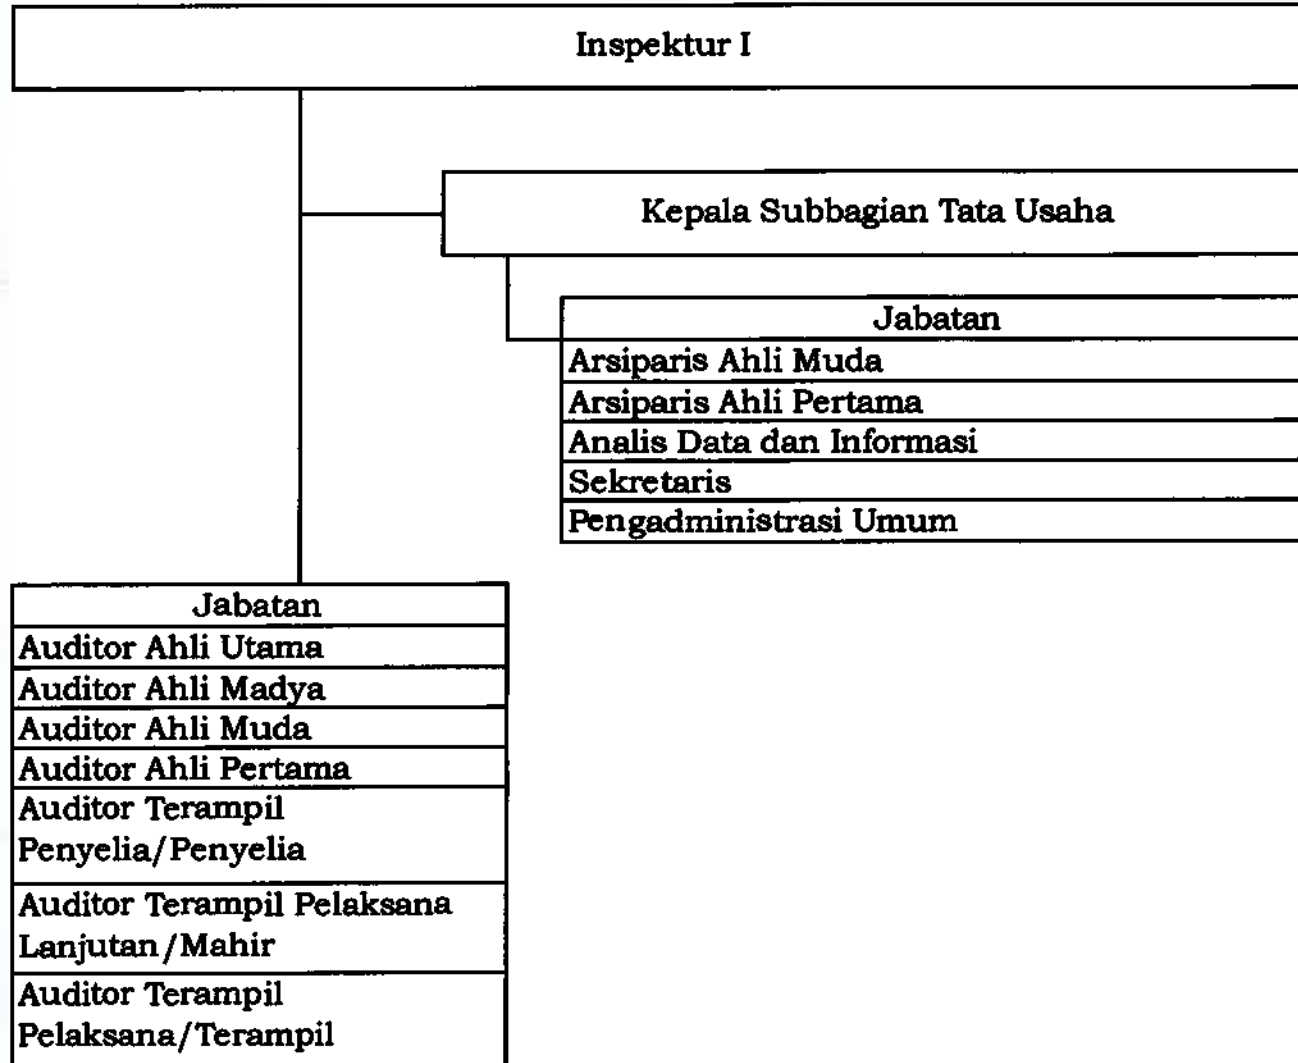 Inspektur I
Kepala Subbagian Tata Usaha
Jabatan
Arsiparis Ahli Muda
Arsiparis Ahli Pertama
Analis Data dan Informasi
Sekretaris
Pengadministrasi Umum
Jabatan
Auditor Ahli Utama
Auditor Ahli Madya
Auditor Ahli Muda
Auditor Ahli Pertama
Auditor Terampil
Penyelia/Penyelia
Auditor Terampil Pelaksana
Lanjutan/Mahir
Auditor Terampil
Pelaksana/Terampil